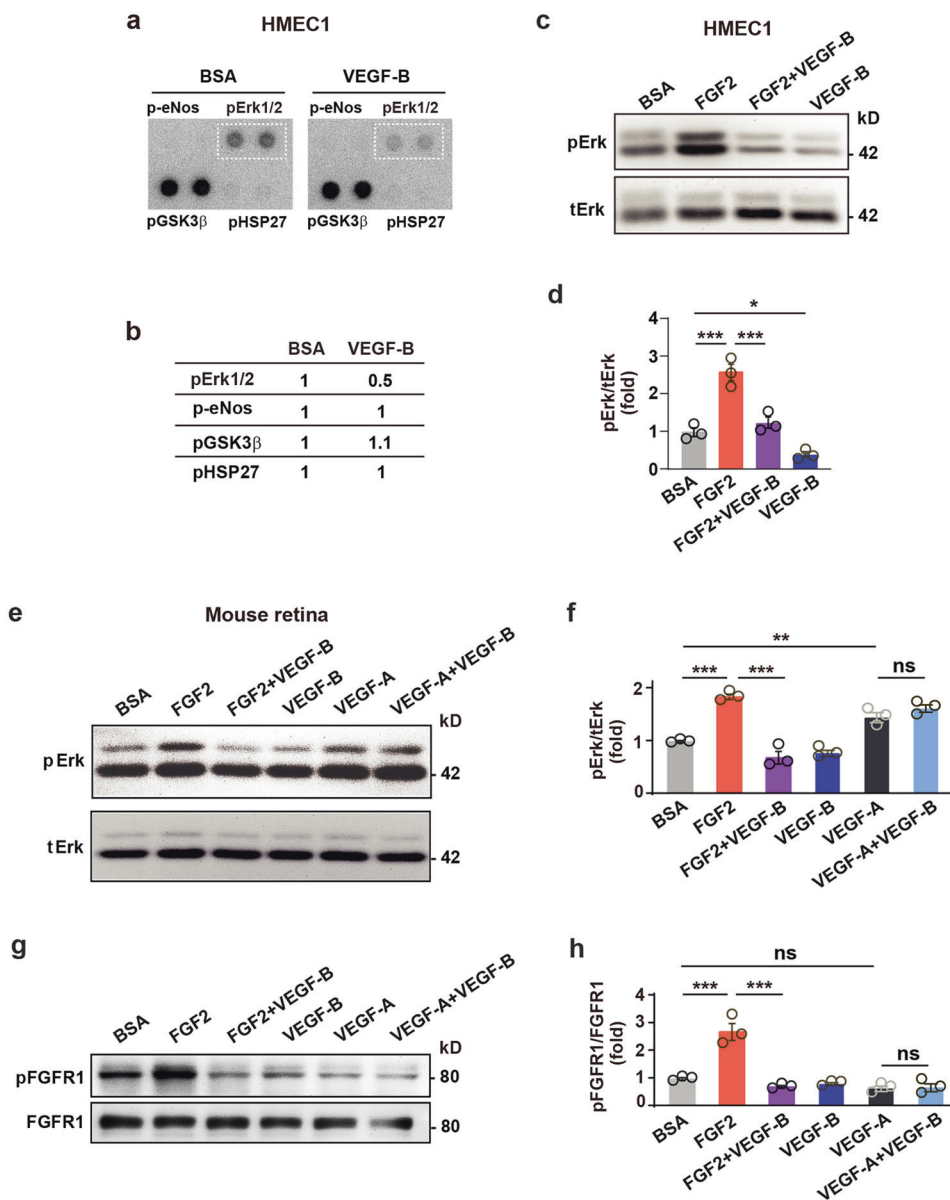 a
HMEC1
BSA
VEGF-B
p-eNos pErk1/2
p-eNos pErk1/2
pGSK3β pHSP27
pGSK3β pHSP27
b
BSA VEGF-B
pErk1/2 1 0.5
p-eNos 1 1
pGSK3β 1 1.1
pHSP27 1 1
c
HMEC1
BSA
FGF2
FGF2+VEGF-B
VEGF-B
kD
pErk
42
tErk
42
d
pErk/tErk
(fold)
4
3
2
1
0
*
*** ***
BSA
FGF2
FGF2+VEGF-B
VEGF-B
e
Mouse retina
BSA
FGF2
FGF2+VEGF-B
VEGF-B
VEGF-A
VEGF-A+VEGF-B
kD
pErk
42
tErk
42
f
pErk/tErk
(fold)
2
1
0
**
*** ***
ns
BSA
FGF2
FGF2+VEGF-B
VEGF-B
VEGF-A
VEGF-A+VEGF-B
g
BSA
FGF2
FGF2+VEGF-B
VEGF-B
VEGF-A
VEGF-A+VEGF-B
kD
pFGFR1
80
FGFR1
80
h
pFGFR1/FGFR1
(fold)
4
3
2
1
0
ns
*** ***
ns
BSA
FGF2
FGF2+VEGF-B
VEGF-B
VEGF-A
VEGF-A+VEGF-B